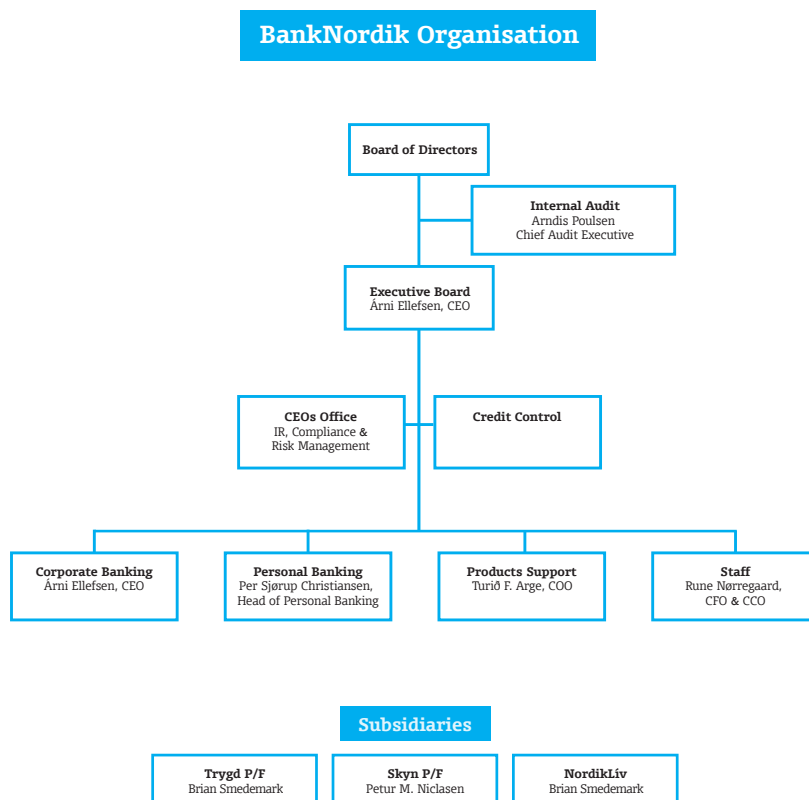 BankNordik Organisation
Board of Directors
Internal Audit
Arndis Poulsen
Chief Audit Executive
Executive Board
Árni Ellefsen, CEO
CEOs Office
IR, Compliance &
Risk Management
Credit Control
Corporate Banking
Árni Ellefsen, CEO
Personal Banking
Per Sjørup Christiansen,
Head of Personal Banking
Products Support
Turið F. Arge, COO
Staff
Rune Nørregaard,
CFO & CCO
Subsidiaries
Trygd P/F
Brian Smedemark
Skyn P/F
Petur M. Niclasen
NordikLív
Brian Smedemark